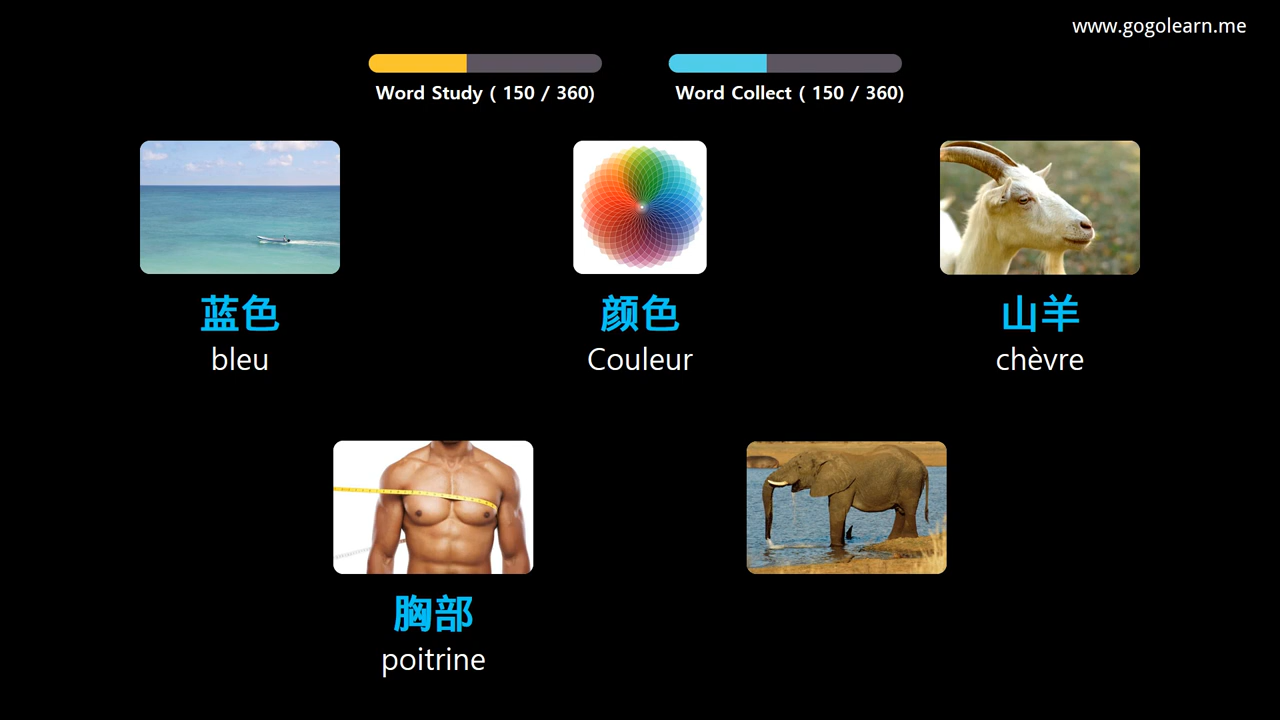 www.gogolearn.me
Word Study ( 150 / 360)
Word Collect ( 150 / 360)
蓝色
bleu
颜色
Couleur
山羊
chèvre
胸部
poitrine